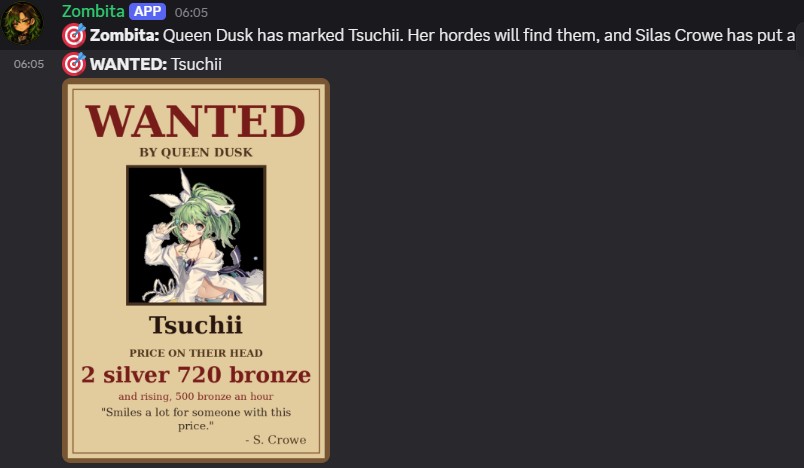 Zombita APP 06:05
Zombita: Queen Dusk has marked Tsuchii. Her hordes will find them, and Silas Crowe has put a
06:05 WANTED: Tsuchii
WANTED
BY QUEEN DUSK
Tsuchii
PRICE ON THEIR HEAD
2 silver 720 bronze
and rising, 500 bronze an hour
"Smiles a lot for someone with this
price."
- S. Crowe